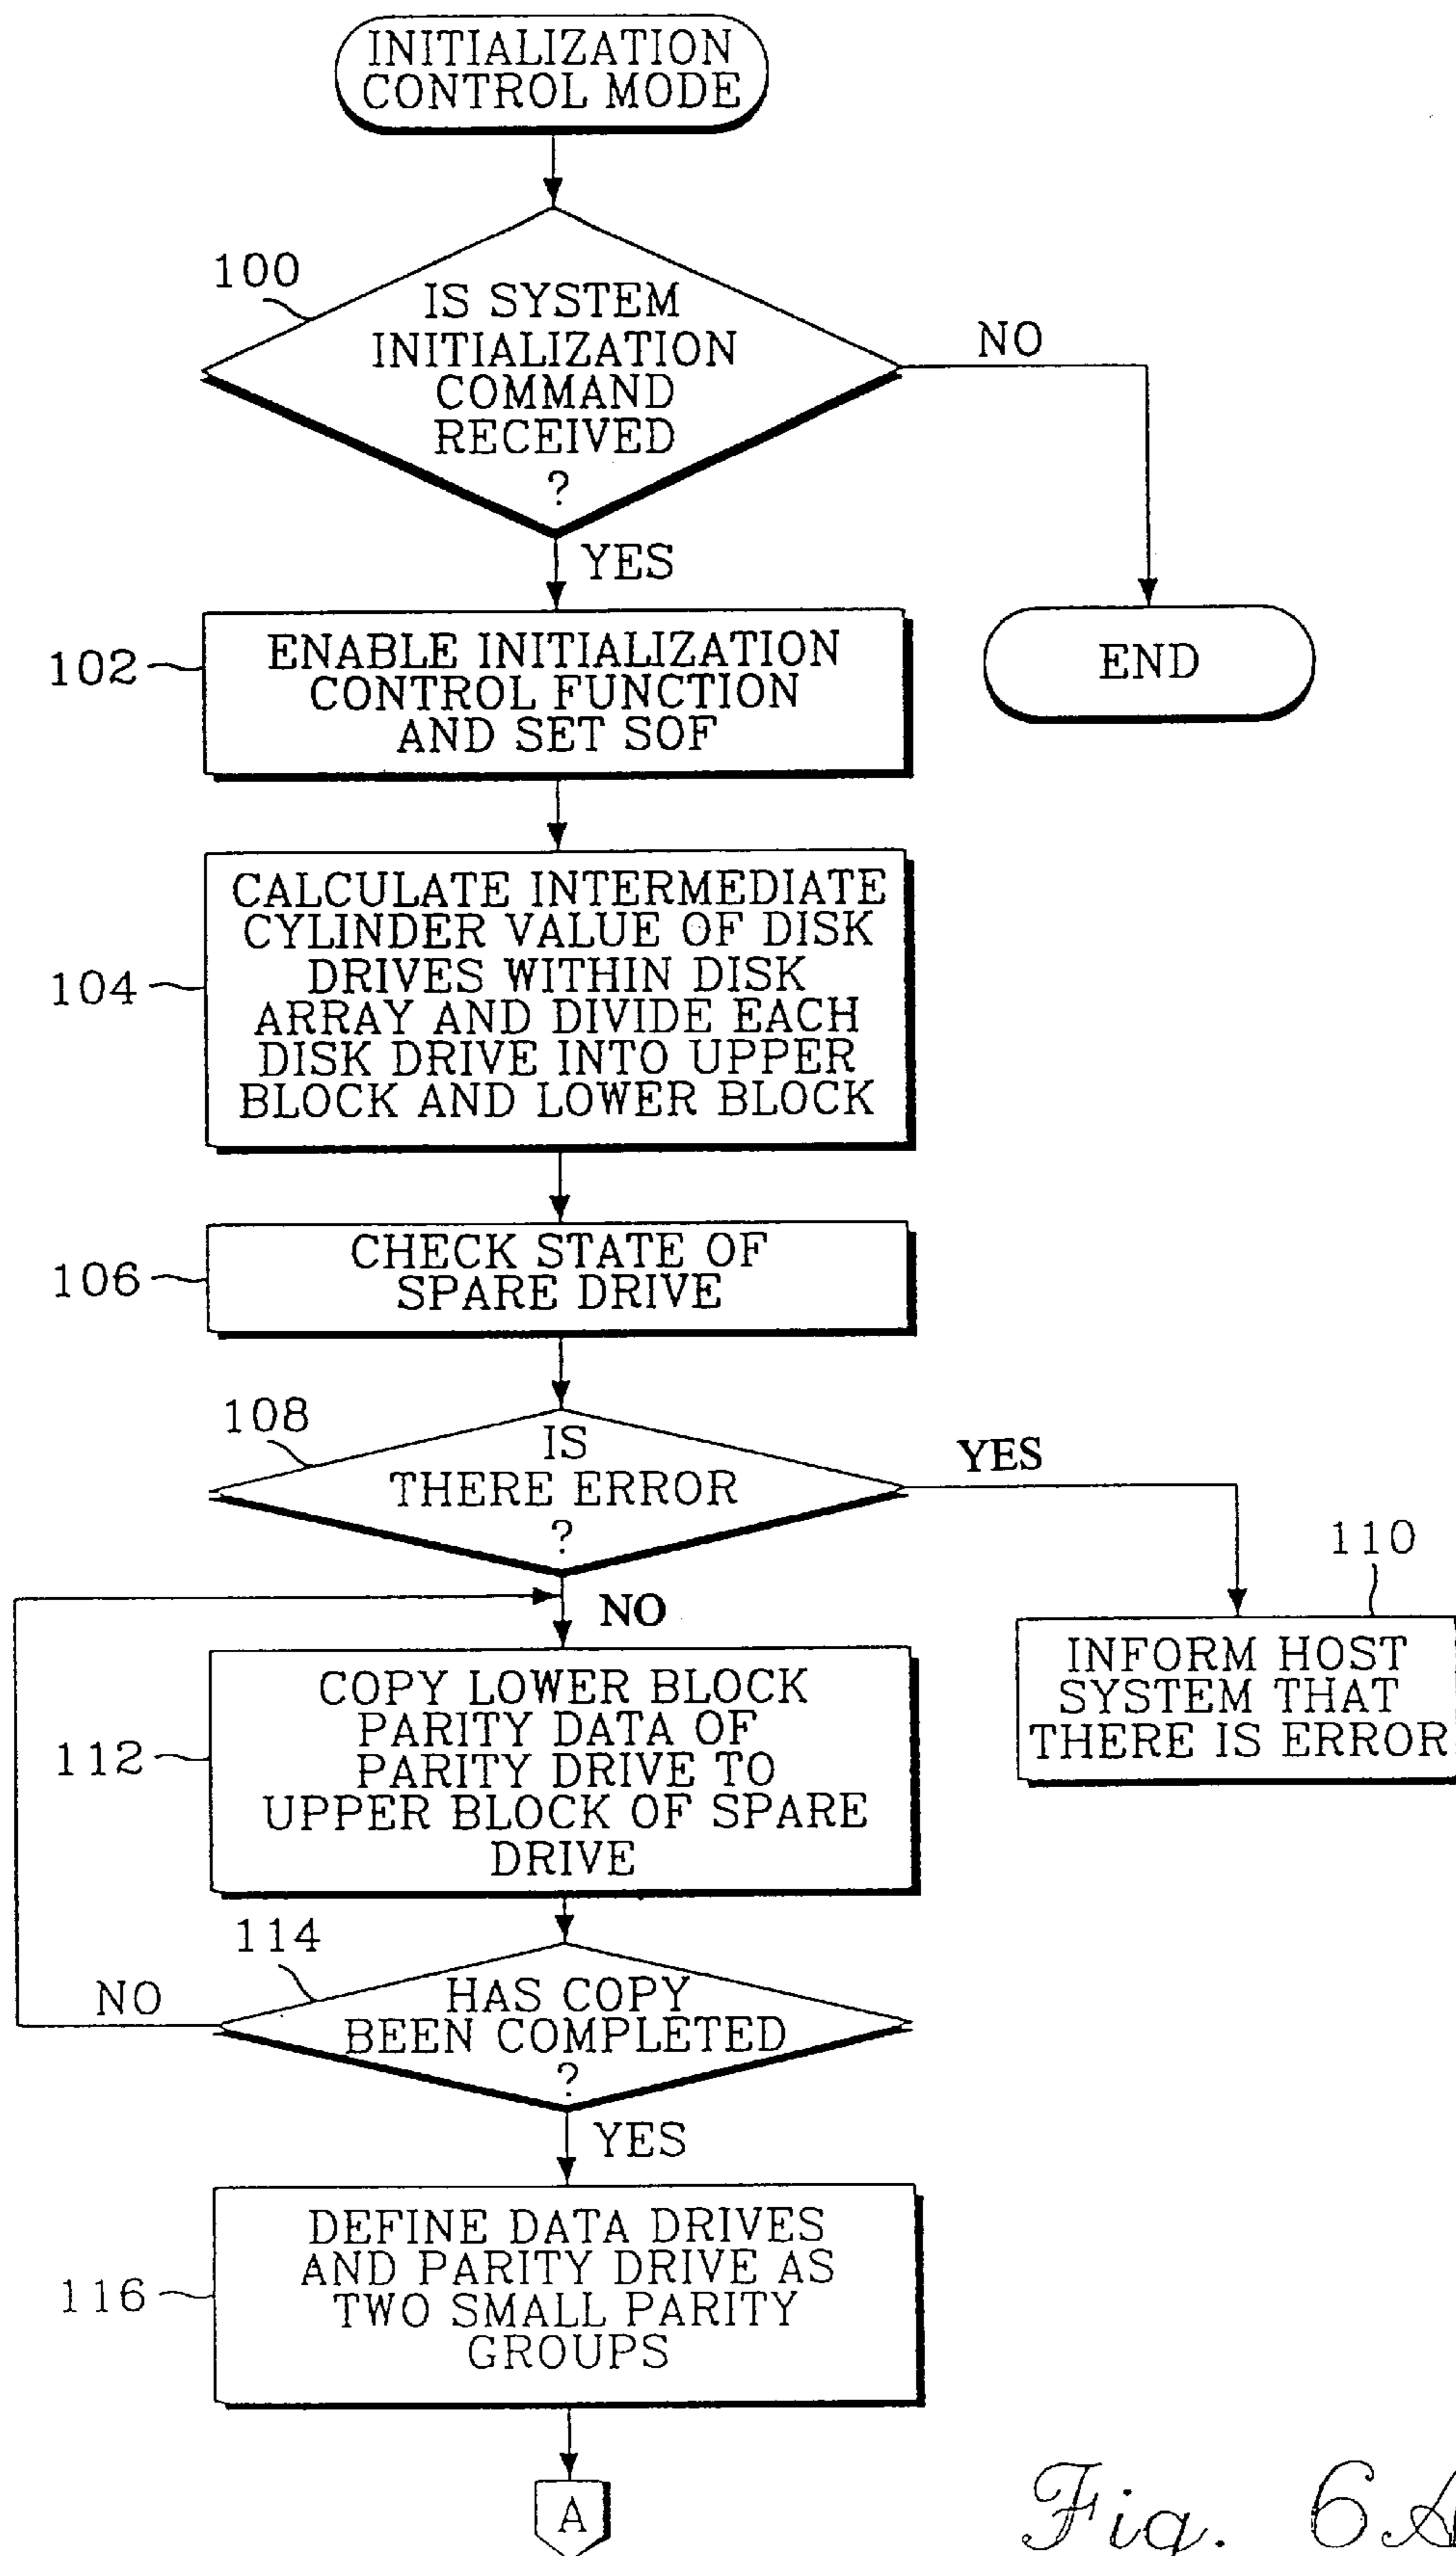 INITIALIZATION
CONTROL MODE
100
IS SYSTEM
INITIALIZATION
COMMAND
RECEIVED
?
NO
YES
END
102
ENABLE INITIALIZATION
CONTROL FUNCTION
AND SET SOF
104
CALCULATE INTERMEDIATE
CYLINDER VALUE OF DISK
DRIVES WITHIN DISK
ARRAY AND DIVIDE EACH
DISK DRIVE INTO UPPER
BLOCK AND LOWER BLOCK
106
CHECK STATE OF
SPARE DRIVE
108
IS
THERE ERROR
?
YES
NO
110
INFORM HOST
SYSTEM THAT
THERE IS ERROR
112
COPY LOWER BLOCK
PARITY DATA OF
PARITY DRIVE TO
UPPER BLOCK OF SPARE
DRIVE
114
HAS COPY
BEEN COMPLETED
?
NO
YES
116
DEFINE DATA DRIVES
AND PARITY DRIVE AS
TWO SMALL PARITY
GROUPS
A
Fig. 6A